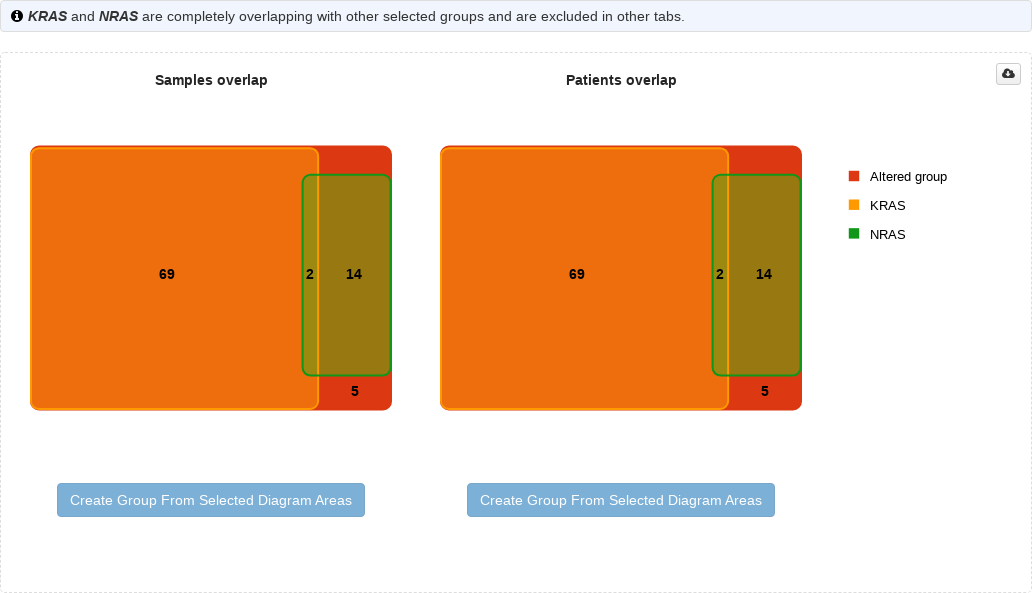 KRAS and NRAS are completely overlapping with other selected groups and are excluded in other tabs.
Samples overlap
Patients overlap
69
2
14
5
69
2
14
5
Altered group
KRAS
NRAS
Create Group From Selected Diagram Areas
Create Group From Selected Diagram Areas